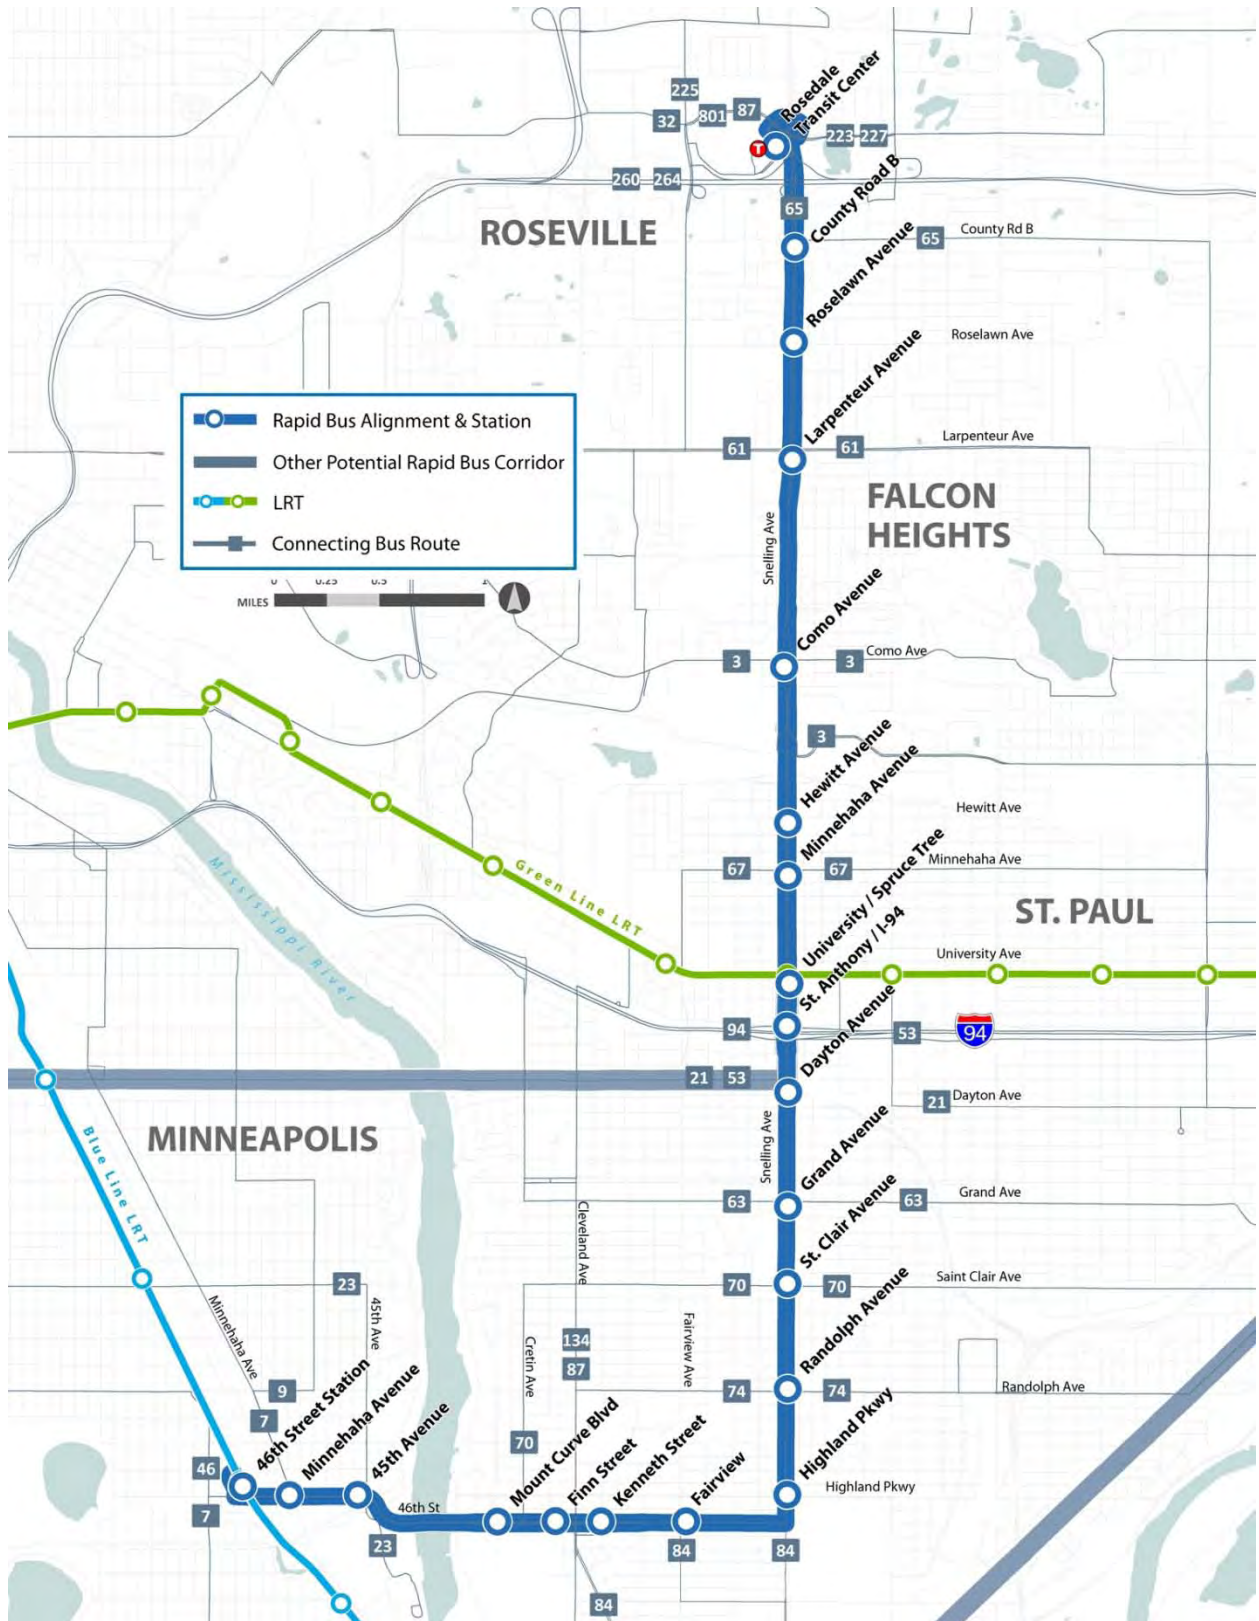 225
32
801
87
Rosedale
Transit Center
223
227
T
260
264
65
County Road B
ROSEVILLE
65
County Rd B
Roselawn Avenue
Roselawn Ave
Larpenteur Avenue
61
61
Larpenteur Ave
Rapid Bus Alignment & Station
Other Potential Rapid Bus Corridor
LRT
Connecting Bus Route
0 0.25 0.5 1
MILES
FALCON
HEIGHTS
Snelling Ave
Como Avenue
3
3
Como Ave
3
Hewitt Avenue
Hewitt Ave
Minnehaha Avenue
67
67
Minnehaha Ave
Mississippi River
Green Line LRT
University / Spruce Tree
ST. PAUL
University Ave
St. Anthony / I-94
94
53
94
Dayton Avenue
21
53
21
Dayton Ave
MINNEAPOLIS
Blue Line LRT
Snelling Ave
Grand Avenue
63
63
Grand Ave
Cleveland Ave
St. Clair Avenue
70
70
Saint Clair Ave
23
Minnehaha Ave
45th Ave
134
87
Cretin Ave
Fairview Ave
Randolph Avenue
74
74
Randolph Ave
9
7
70
46th Street Station
Minnehaha Avenue
45th Avenue
Mount Curve Blvd
Finn Street
Kenneth Street
Fairview
Highland Pkwy
Highland Pkwy
46
7
46th St
23
84
84
84